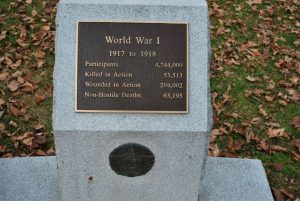 World War I
1917 to 1918
Participants 4,744,000
Killed in Action 53,513
Wounded in Action 204,002
Non-Hostile Deaths 63,195